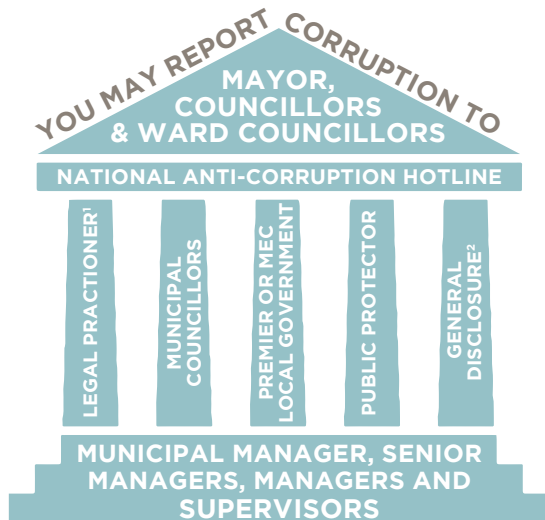 YOU MAY REPORT CORRUPTION TO
MAYOR,
COUNCILLORS
& WARD COUNCILLORS
NATIONAL ANTI-CORRUPTION HOTLINE
LEGAL PRACTIONER¹
MUNICIPAL
COUNCILLORS
PREMIER OR MEC
LOCAL GOVERNMENT
PUBLIC PROTECTOR
GENERAL
DISCLOSURE²
MUNICIPAL MANAGER, SENIOR
MANAGERS, MANAGERS AND
SUPERVISORS